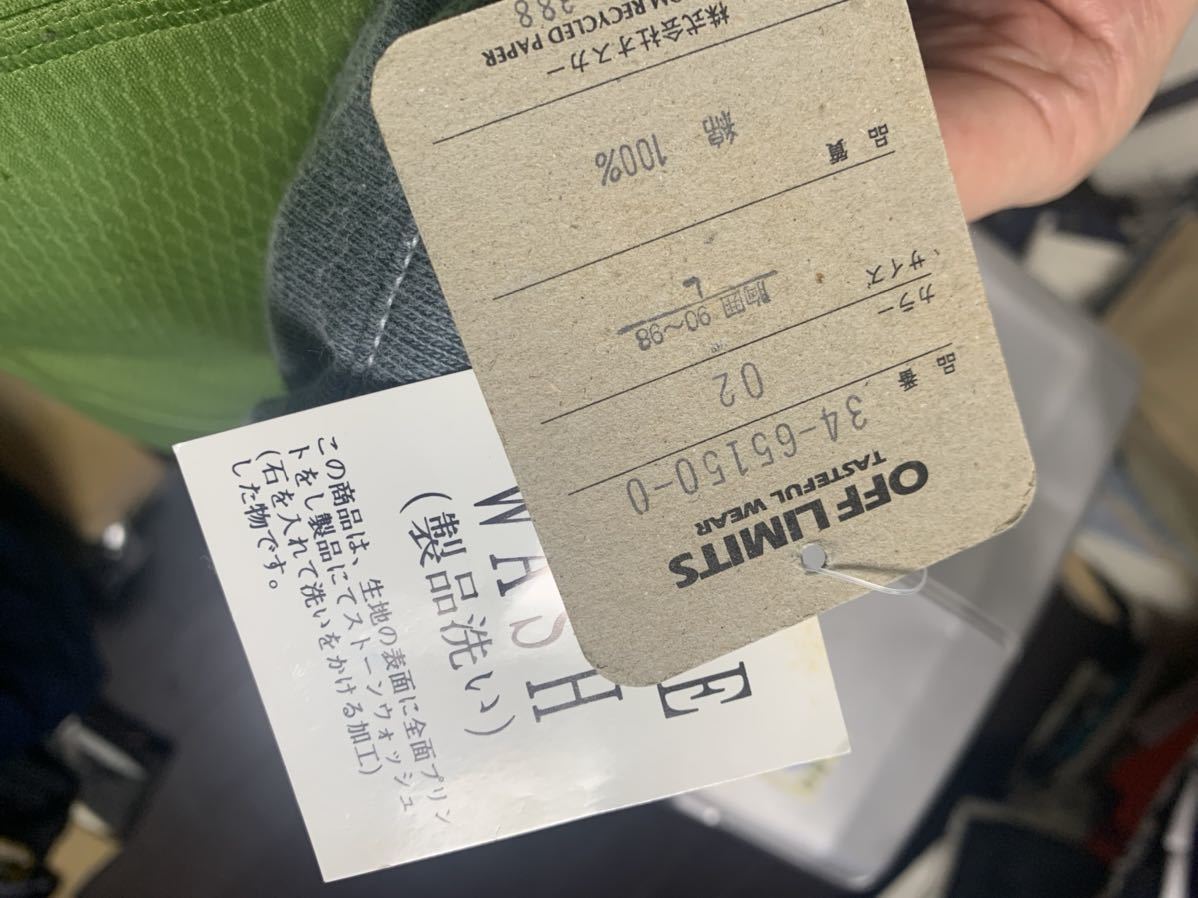 OFF LIMITS
TASTEFUL WEAR
品番 34-65150-0
カラー 02
サイズ 胸囲 90~98
L
品質
綿 100%
株式会社オスカー
RECYCLED PAPER
388
E
WASH
(製品洗い)
この商品は、生地の表面に全面プリン
トをし製品にてストーンウォッシュ
(石を入れて洗いをかける加工)
した物です。